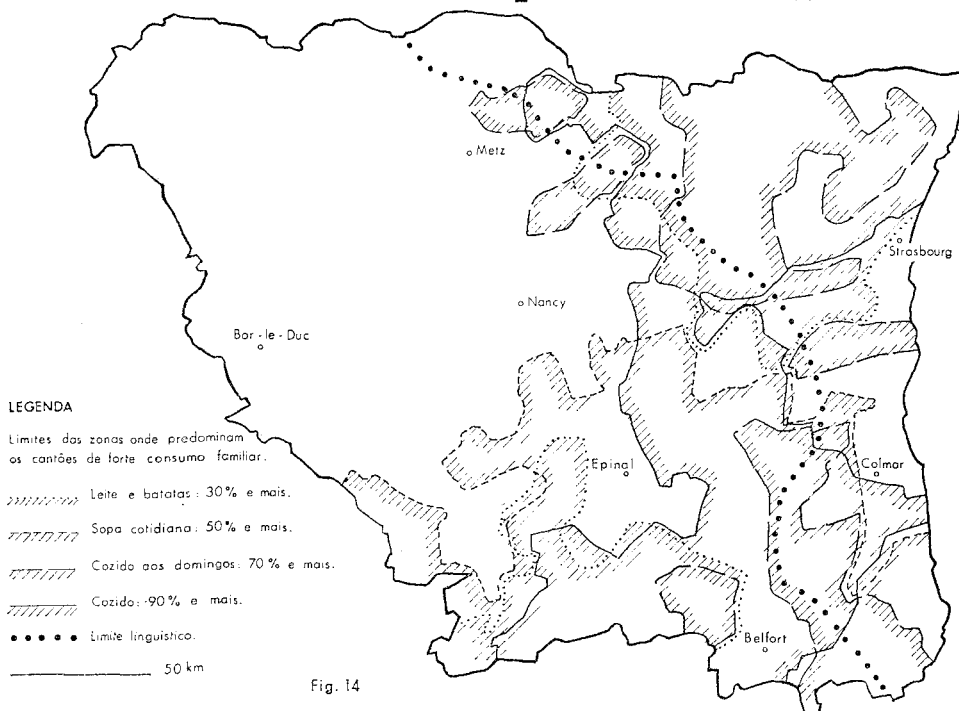 Metz
Strasbourg
Nancy
Bar-le-Duc
LEGENDA
Limites das zonas onde predominam
os cantões de forte consumo familiar.
Epinal
Colmar
Leite e batatas: 30% e mais.
Sopa cotidiana: 50% e mais.
Cozido aos domingos: 70% e mais.
Cozido: 90% e mais.
Limite linguistico.
Belfort
50 km
Fig. 14